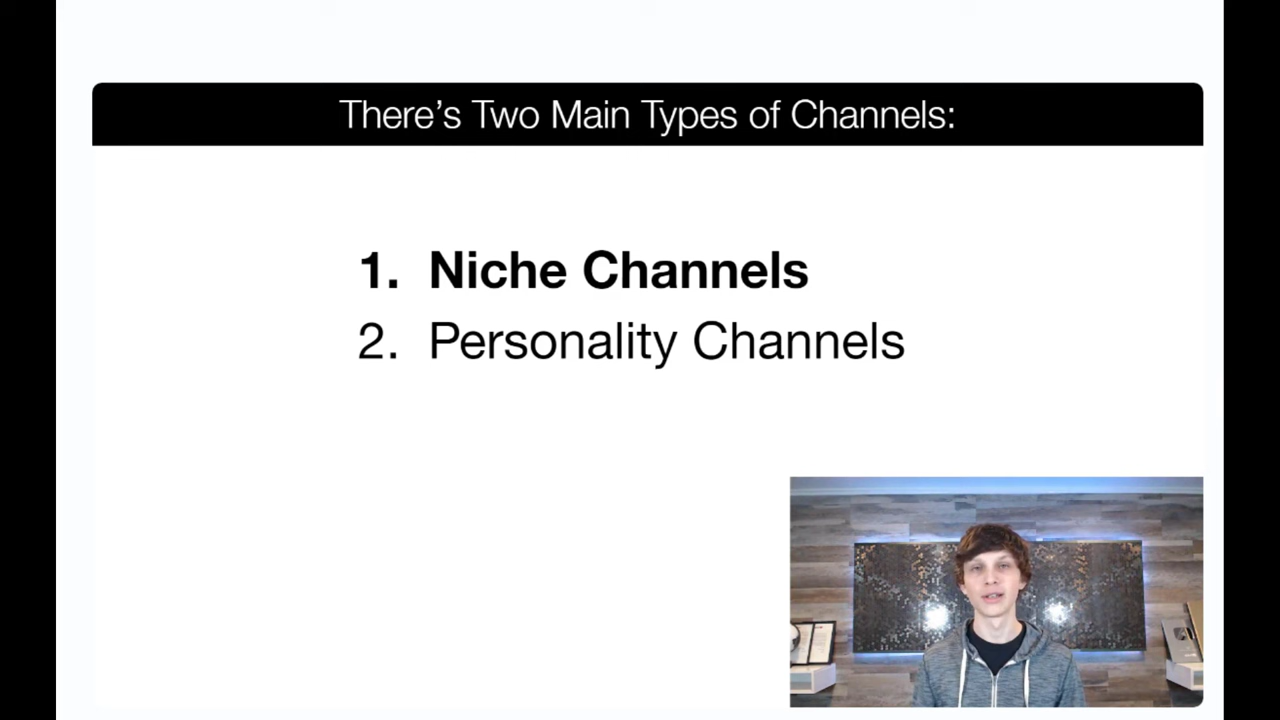 There's Two Main Types of Channels:
1. Niche Channels
2. Personality Channels